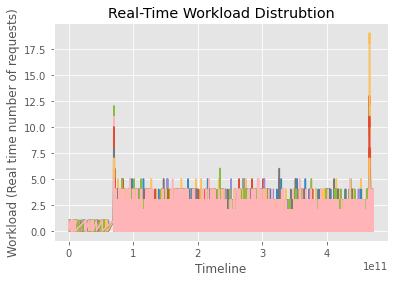 Real-Time Workload Distrubtion
Workload (Real time number of requests)
17.5
15.0
12.5
10.0
7.5
5.0
2.5
0.0
0 1 2 3 4
1e11
Timeline